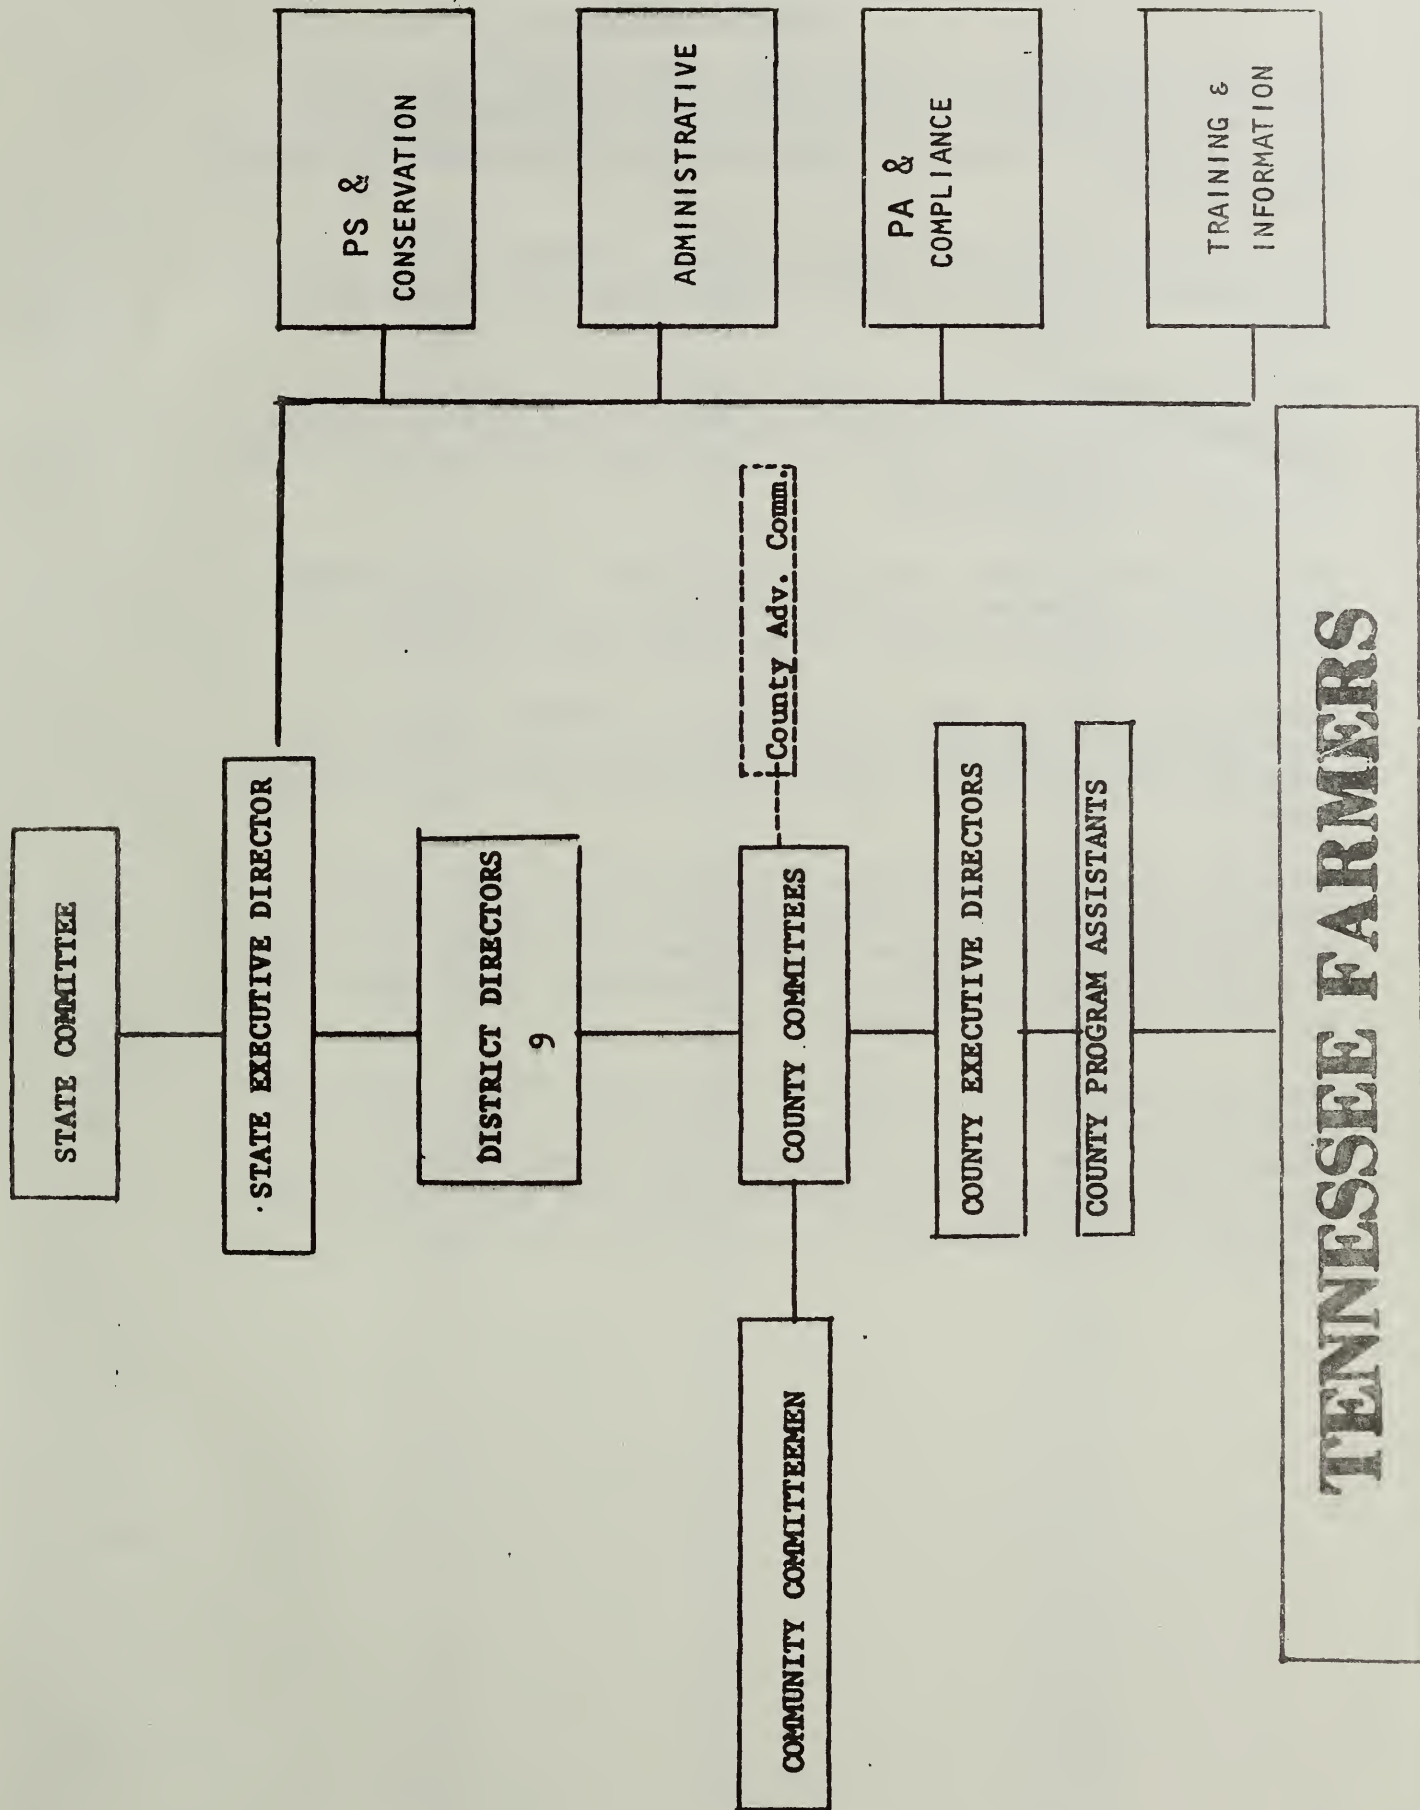 STATE COMMITTEE
STATE EXECUTIVE DIRECTOR
PS &
CONSERVATION
ADMINISTRATIVE
PA &
COMPLIANCE
TRAINING &
INFORMATION
DISTRICT DIRECTORS
9
COMMUNITY COMMITTEEMEN
COUNTY COMMITTEES
County Adv. Comm.
COUNTY EXECUTIVE DIRECTORS
COUNTY PROGRAM ASSISTANTS
TENNESSEE FARMERS